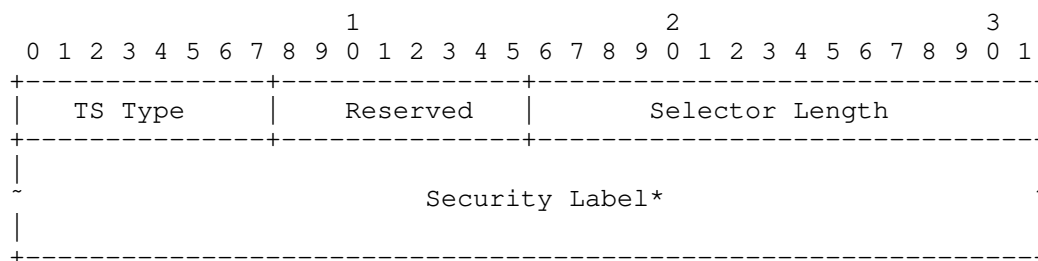 1                   2                   3
 0 1 2 3 4 5 6 7 8 9 0 1 2 3 4 5 6 7 8 9 0 1 2 3 4 5 6 7 8 9 0 1
+---------------+---------------+-------------------------------
|    TS Type    |    Reserved   |       Selector Length
+---------------+---------------+-------------------------------
|
~                         Security Label*
|
+---------------------------------------------------------------